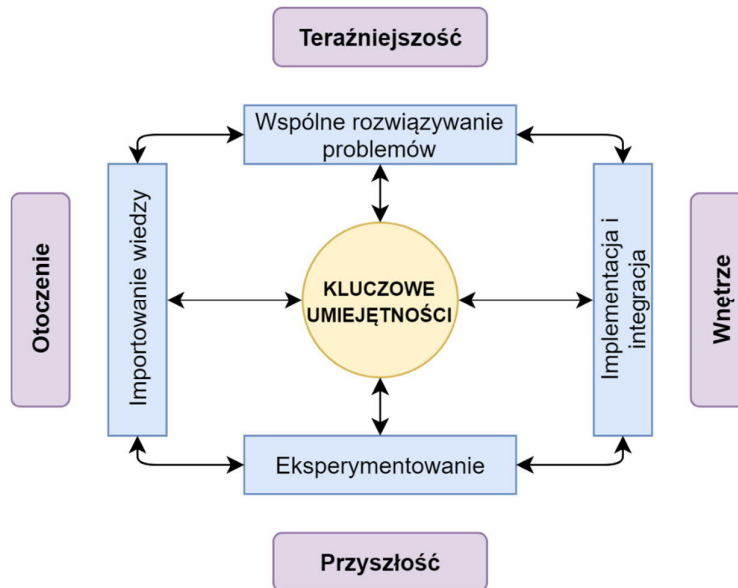 Teraźniejszość
Wspólne rozwiązywanie
problemów
Otoczenie
Importowanie wiedzy
KLUCZOWE
UMIEJĘTNOŚCI
Implementacja i
integracja
Wnętrze
Eksperymentowanie
Przyszłość